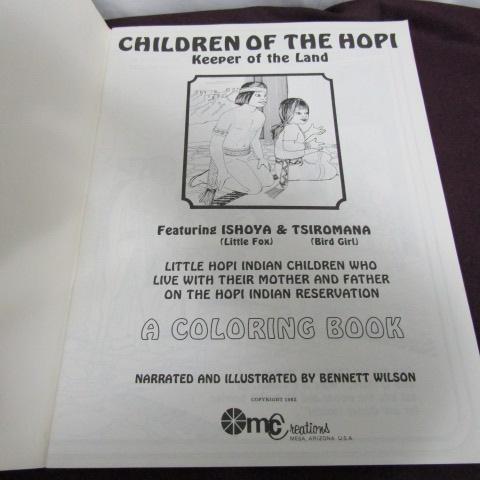 CHILDREN OF THE HOPI
Keeper of the Land
Featuring ISHOYA & TSIROMANA
(Little Fox) (Bird Girl)
LITTLE HOPI INDIAN CHILDREN WHO
LIVE WITH THEIR MOTHER AND FATHER
ON THE HOPI INDIAN RESERVATION
A COLORING BOOK
NARRATED AND ILLUSTRATED BY BENNETT WILSON
COPYRIGHT 1982
mCreations
MESA, ARIZONA U.S.A.